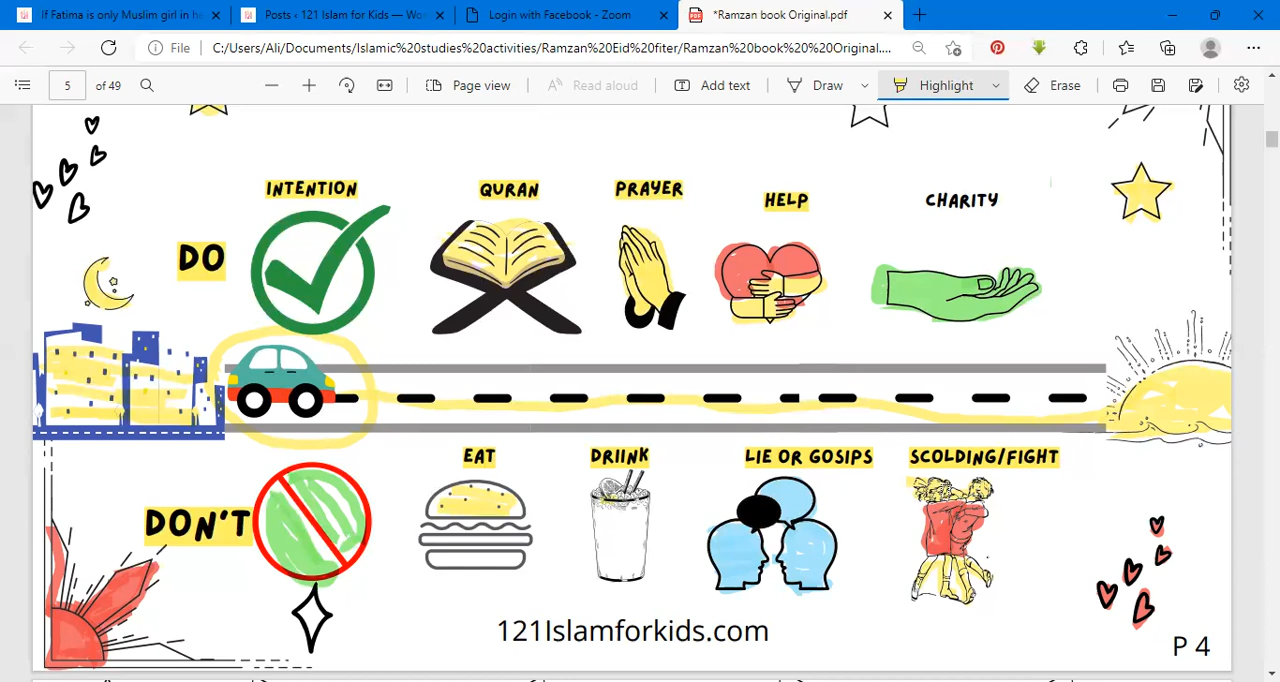 If Fatima is only Muslim girl in he
Posts ‹ 121 Islam for Kids — Wo
Login with Facebook - Zoom
*Ramzan book Original.pdf
File
C:/Users/Ali/Documents/Islamic%20studies%20activities/Ramzan%20Eid%20fiter/Ramzan%20book%20%20Original....
5 of 49
Page view
Read aloud
Add text
Draw
Highlight
Erase
INTENTION
QURAN
PRAYER
HELP
CHARITY
DO
EAT
DRIINK
LIE OR GOSIPS
SCOLDING/FIGHT
DON'T
121Islamforkids.com
P 4